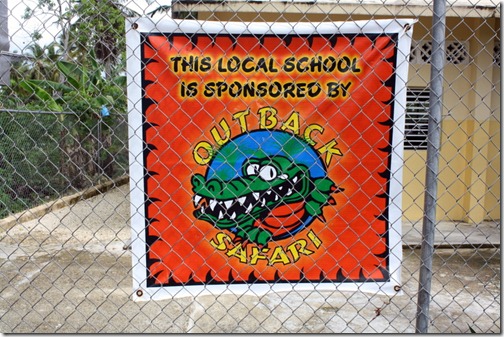 THIS LOCAL SCHOOL
IS SPONSORED BY
OUTBACK
SAFARI